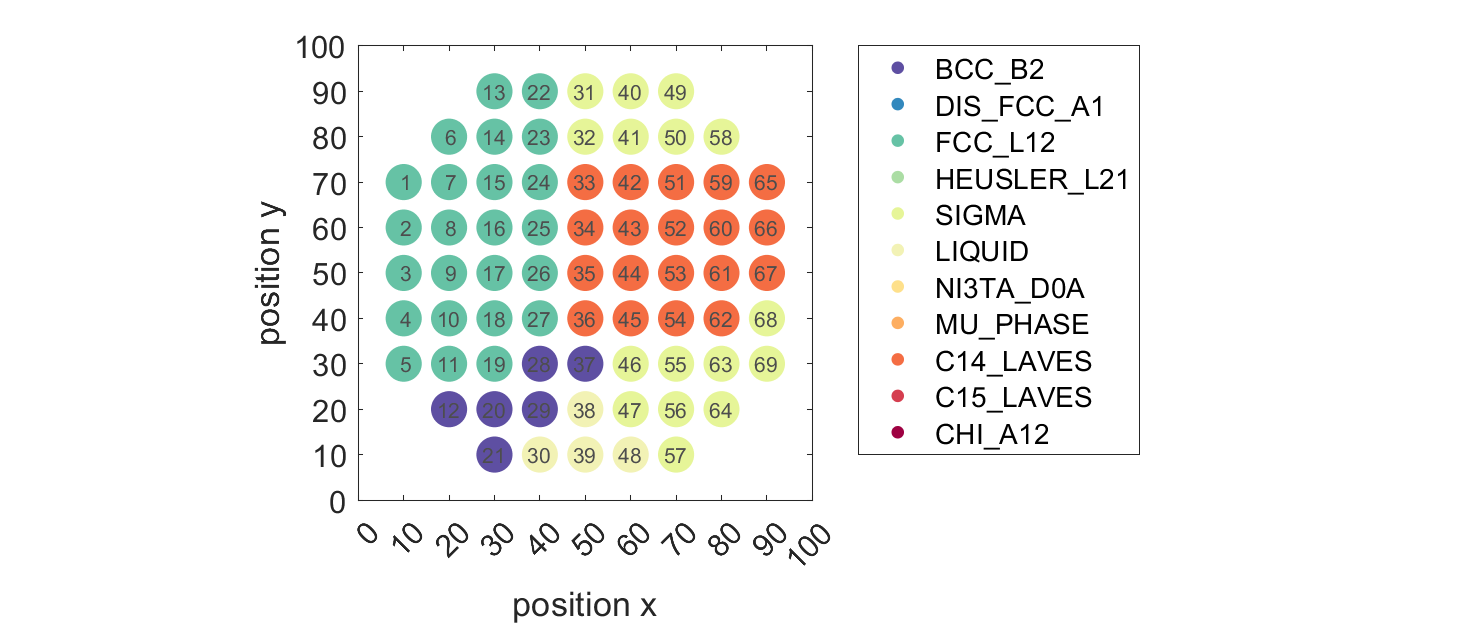 100
90
80
70
60
50
40
30
20
10
0
position y
13 22 31 40 49
6 14 23 32 41 50 58
1 7 15 24 33 42 51 59 65
2 8 16 25 34 43 52 60 66
3 9 17 26 35 44 53 61 67
4 10 18 27 36 45 54 62 68
5 11 19 28 37 46 55 63 69
12 20 29 38 47 56 64
21 30 39 48 57
0 10 20 30 40 50 60 70 80 90 100
position x
BCC_B2
DIS_FCC_A1
FCC_L12
HEUSLER_L21
SIGMA
LIQUID
NI3TA_D0A
MU_PHASE
C14_LAVES
C15_LAVES
CHI_A12